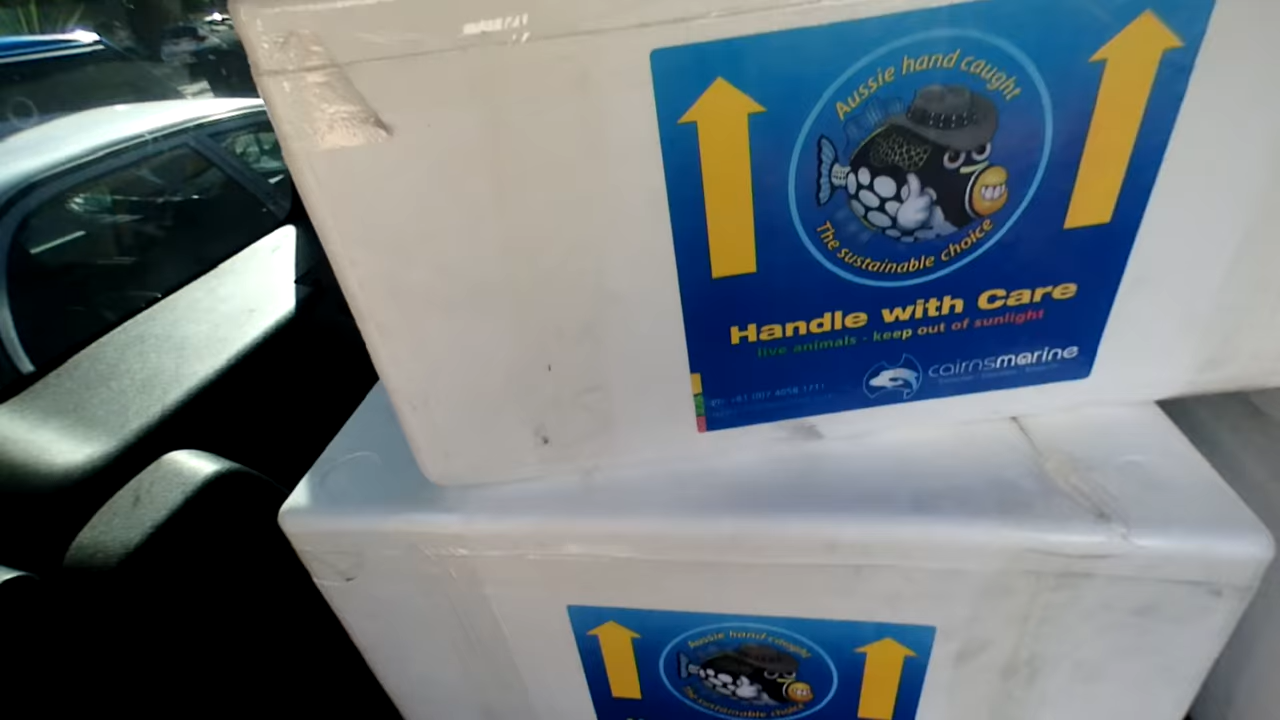 Aussie hand caught
The sustainable choice
Handle with Care
live animals - keep out of sunlight
cairnsmarine
Aussie hand caught
The sustainable choice